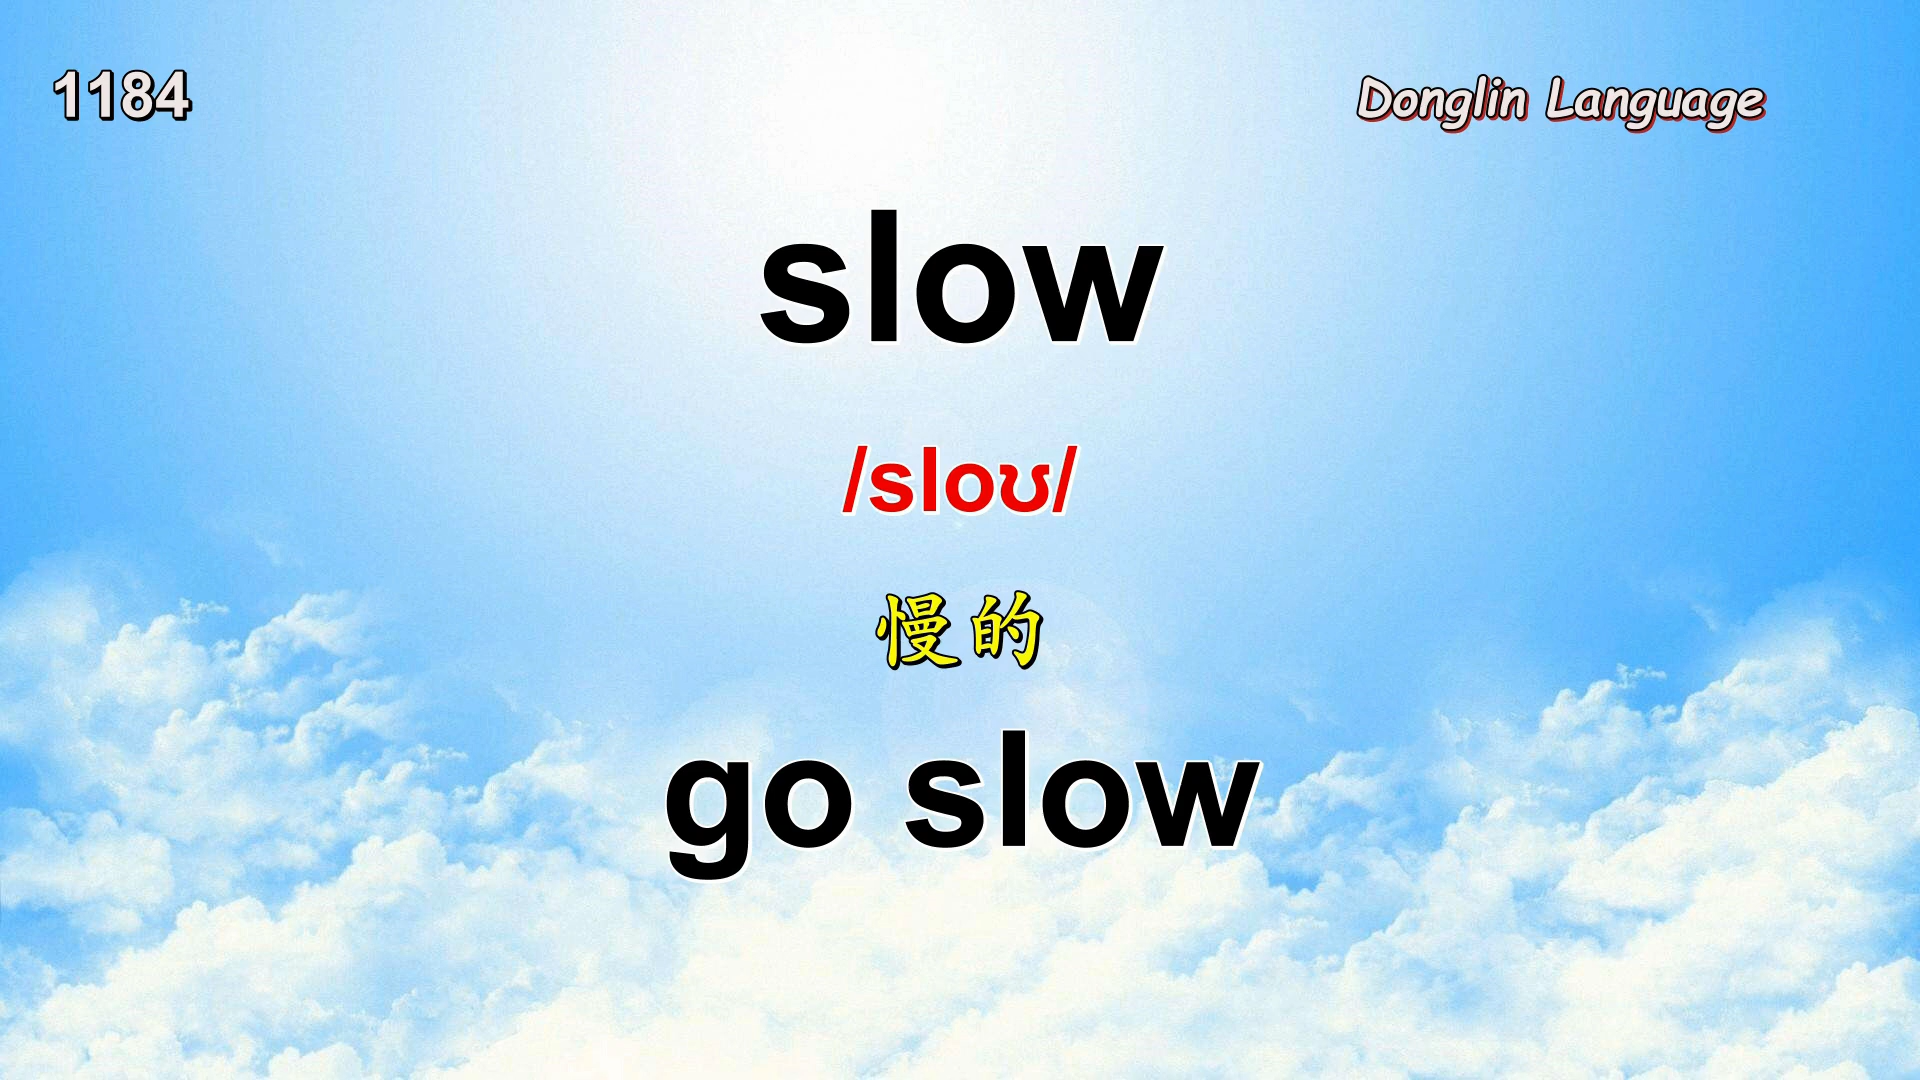 1184
Donglin Language
slow
/sloʊ/
慢的
go slow